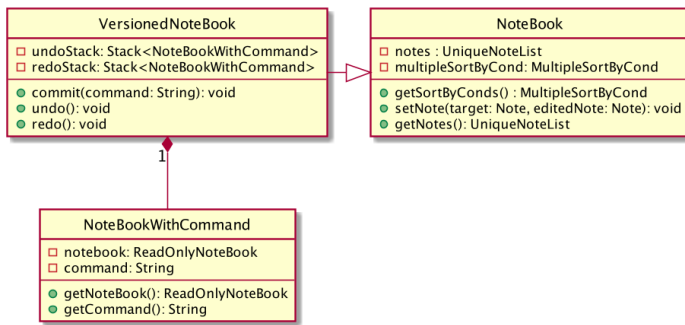 VersionedNoteBook
undoStack: Stack<NoteBookWithCommand>
redoStack: Stack<NoteBookWithCommand>
commit(command: String): void
undo(): void
redo(): void
NoteBook
notes : UniqueNoteList
multipleSortByCond: MultipleSortByCond
getSortByConds() : MultipleSortByCond
setNote(target: Note, editedNote: Note): void
getNotes(): UniqueNoteList
1
NoteBookWithCommand
notebook: ReadOnlyNoteBook
command: String
getNoteBook(): ReadOnlyNoteBook
getCommand(): String